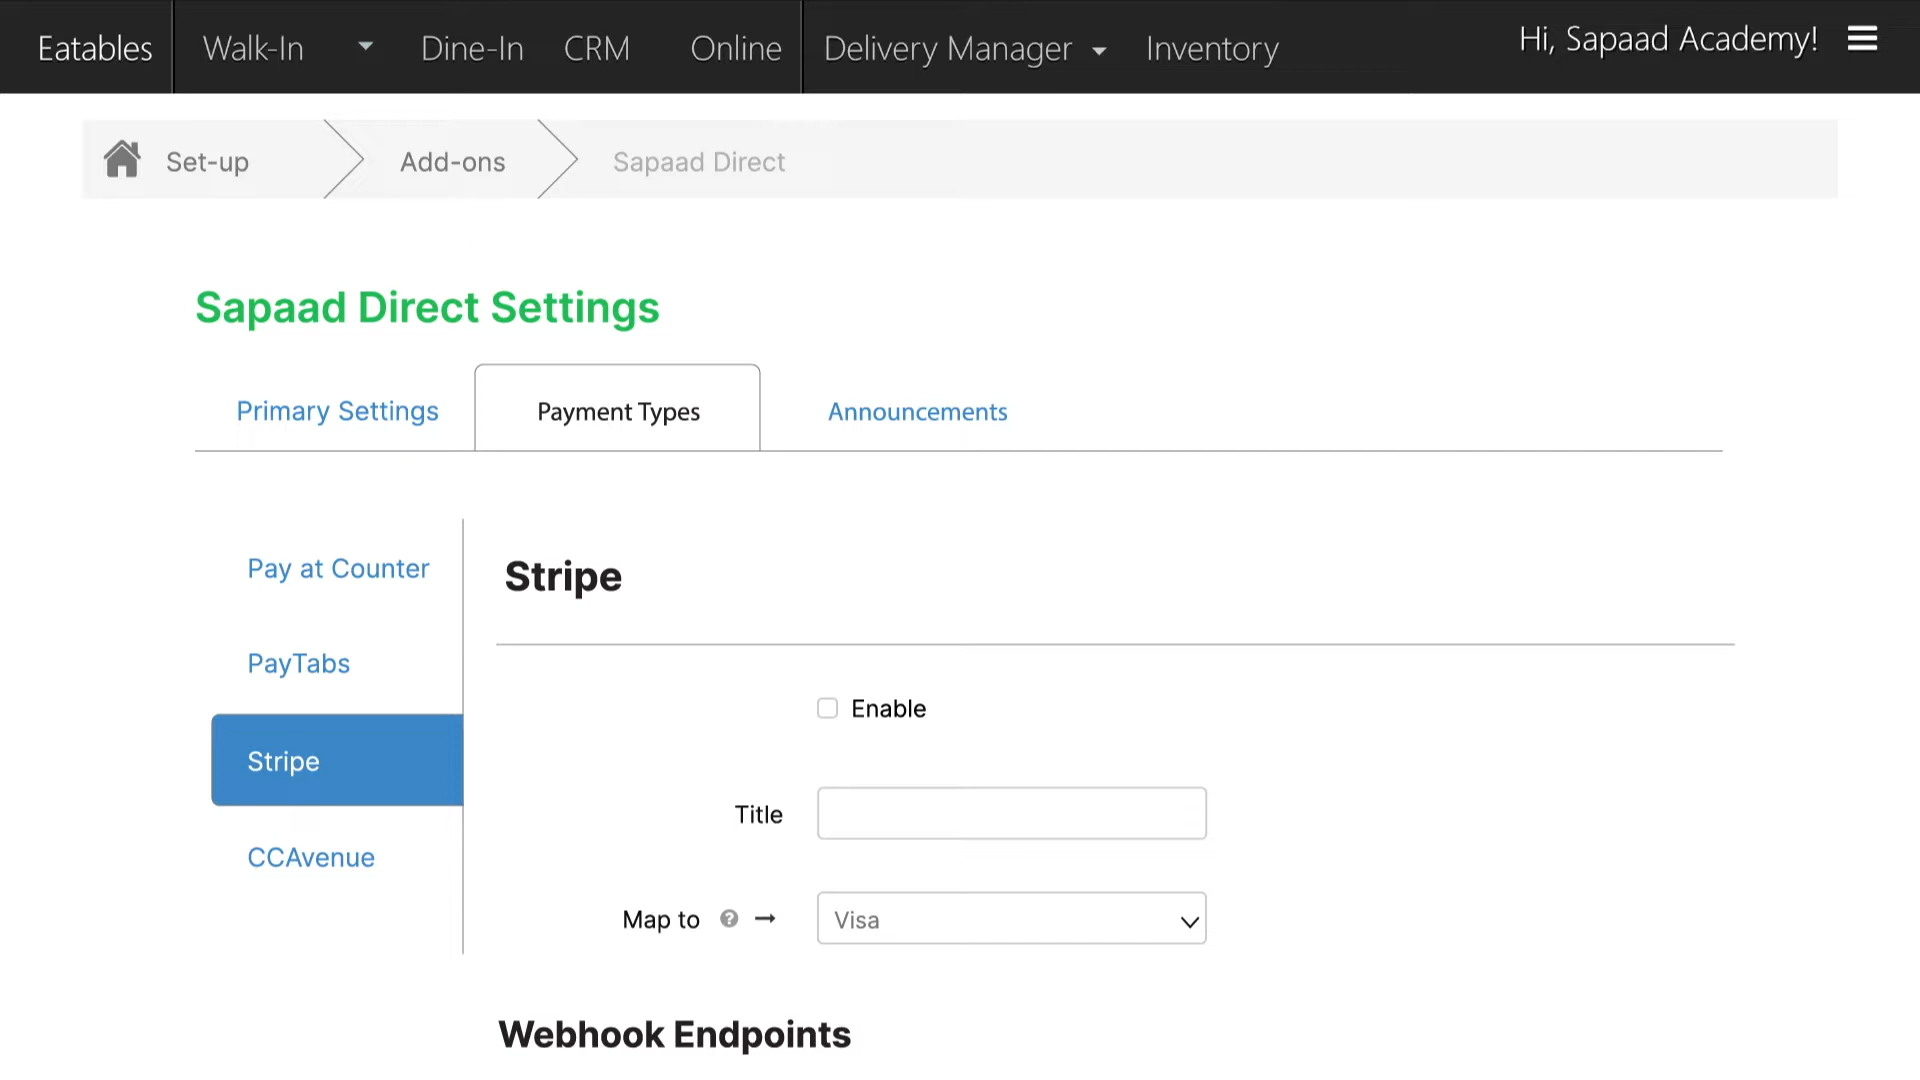 Eatables Walk-In Dine-In CRM Online Delivery Manager Inventory Hi, Sapaad Academy!
Set-up Add-ons Sapaad Direct
Sapaad Direct Settings
Primary Settings Payment Types Announcements
Pay at Counter
PayTabs
Stripe
CCAvenue
Stripe
Enable
Title
Map to ? → Visa
Webhook Endpoints